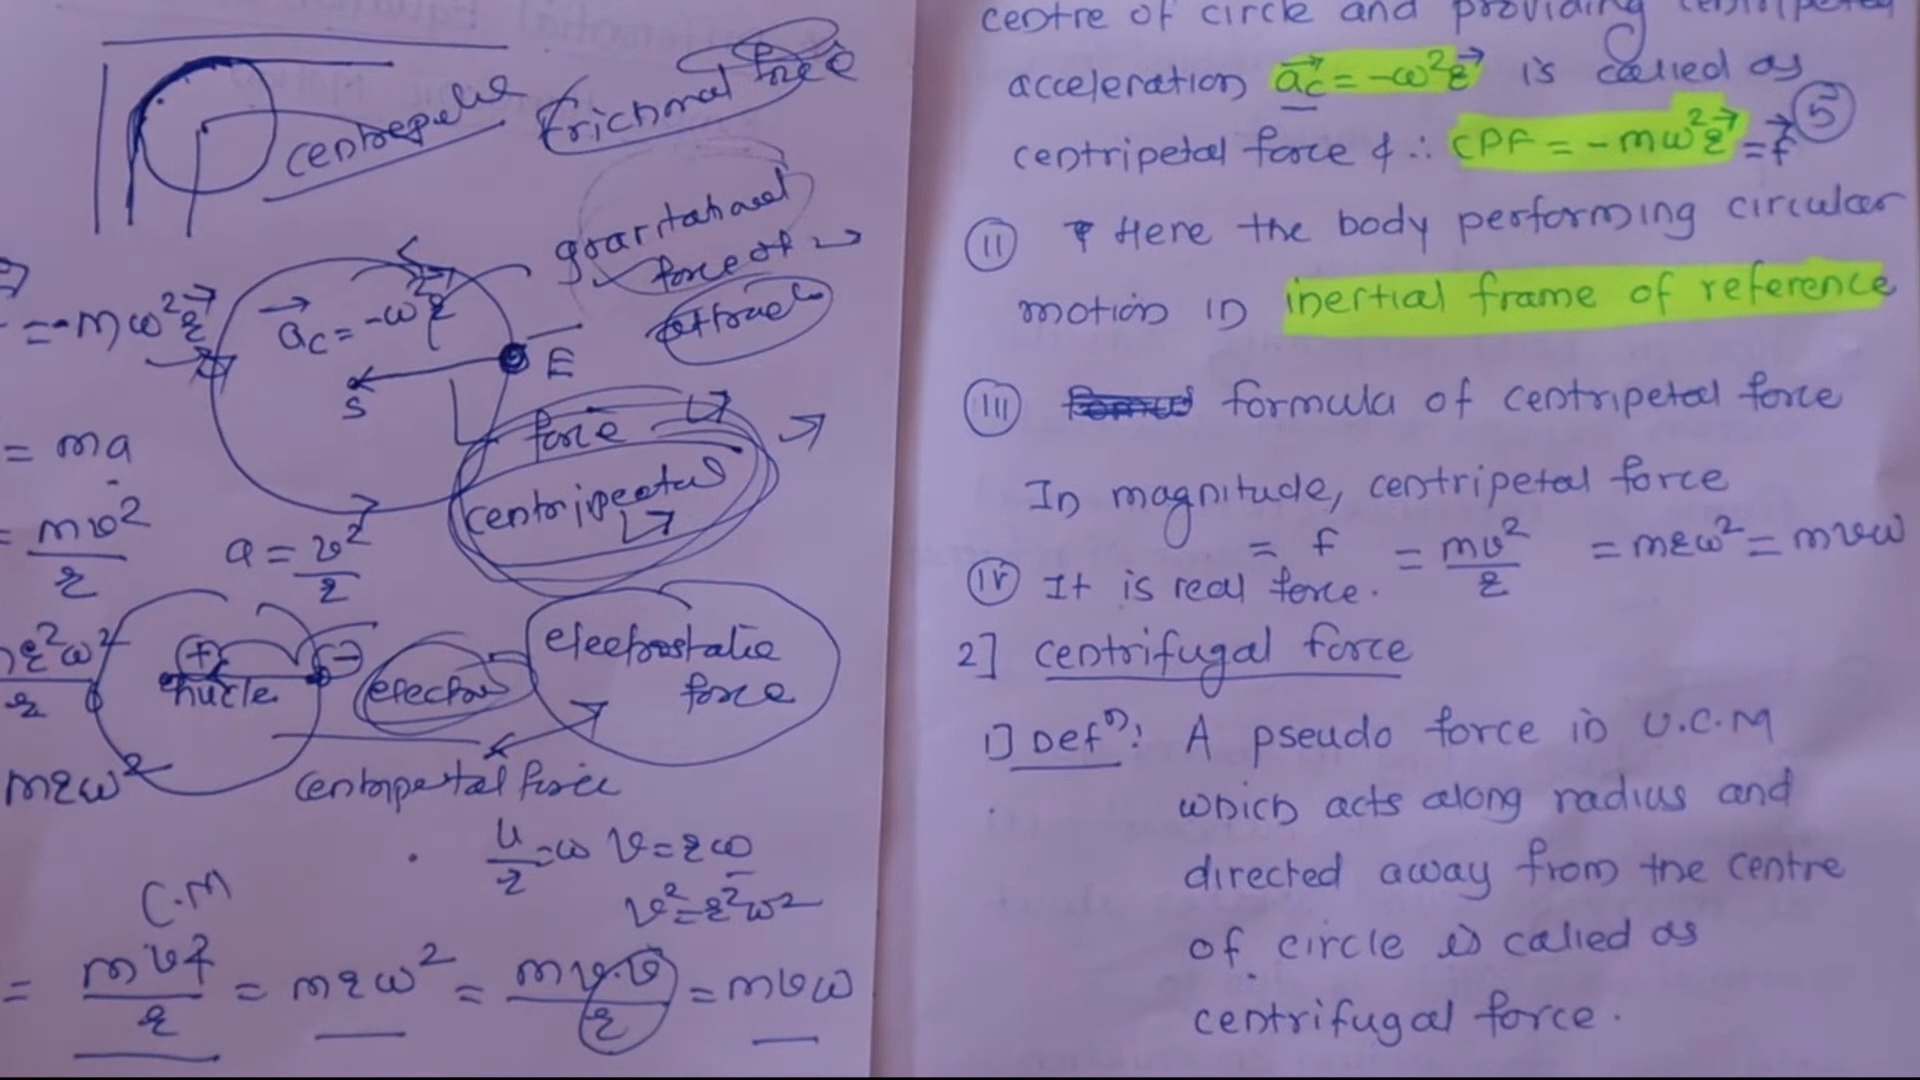 centrepetal
frictional force
gravitational
force of
attract
= -mω²r⃗
a⃗c = -ω²r⃗
E
S
= ma
force
centripetal
= mv²/r
a = v²/r
mr²ω²/r
+
-
nucle
electron
electrostatic
force
mrω²
centripetal force
v/r = ω v = rω
v² = r²ω²
C.M
= mv²/r = mrω² = mv.v/r = mvω
centre of circle and providing centripetal
acceleration a⃗c = -ω²r⃗ is called as
centripetal force & ∴ CPF = -mω²r⃗ = f⃗
5
(II) Here the body performing circular
motion in inertial frame of reference
(III) formula of centripetal force
In magnitude, centripetal force
= f = mv²/r = mrω² = mvω
(IV) It is real force.
2] centrifugal force
1] Defⁿ: A pseudo force in U.C.M
which acts along radius and
directed away from the centre
of circle is called as
centrifugal force.